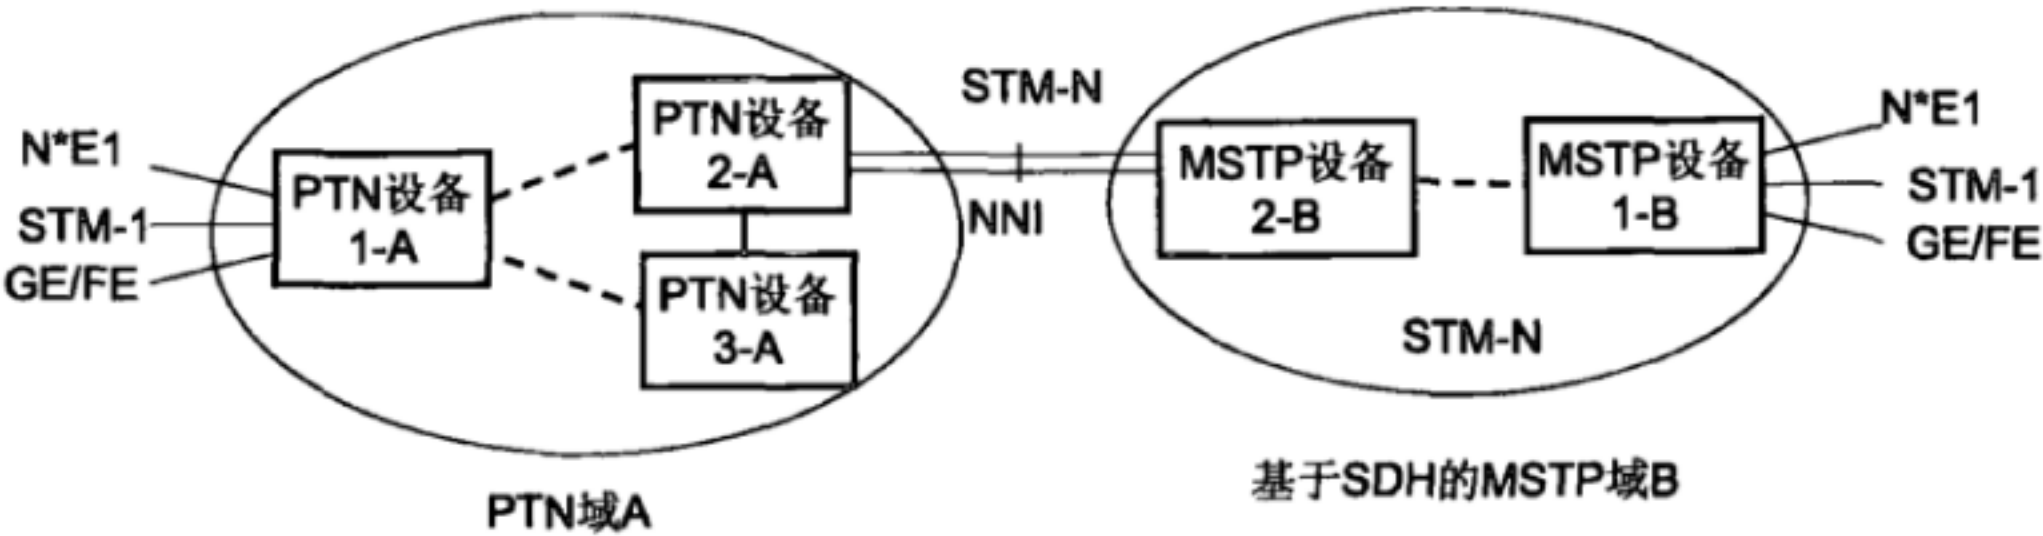 N*E1
STM-1
GE/FE
PTN设备
1-A
PTN设备
2-A
PTN设备
3-A
STM-N
NNI
MSTP设备
2-B
MSTP设备
1-B
N*E1
STM-1
GE/FE
STM-N
PTN域A
基于SDH的MSTP域B